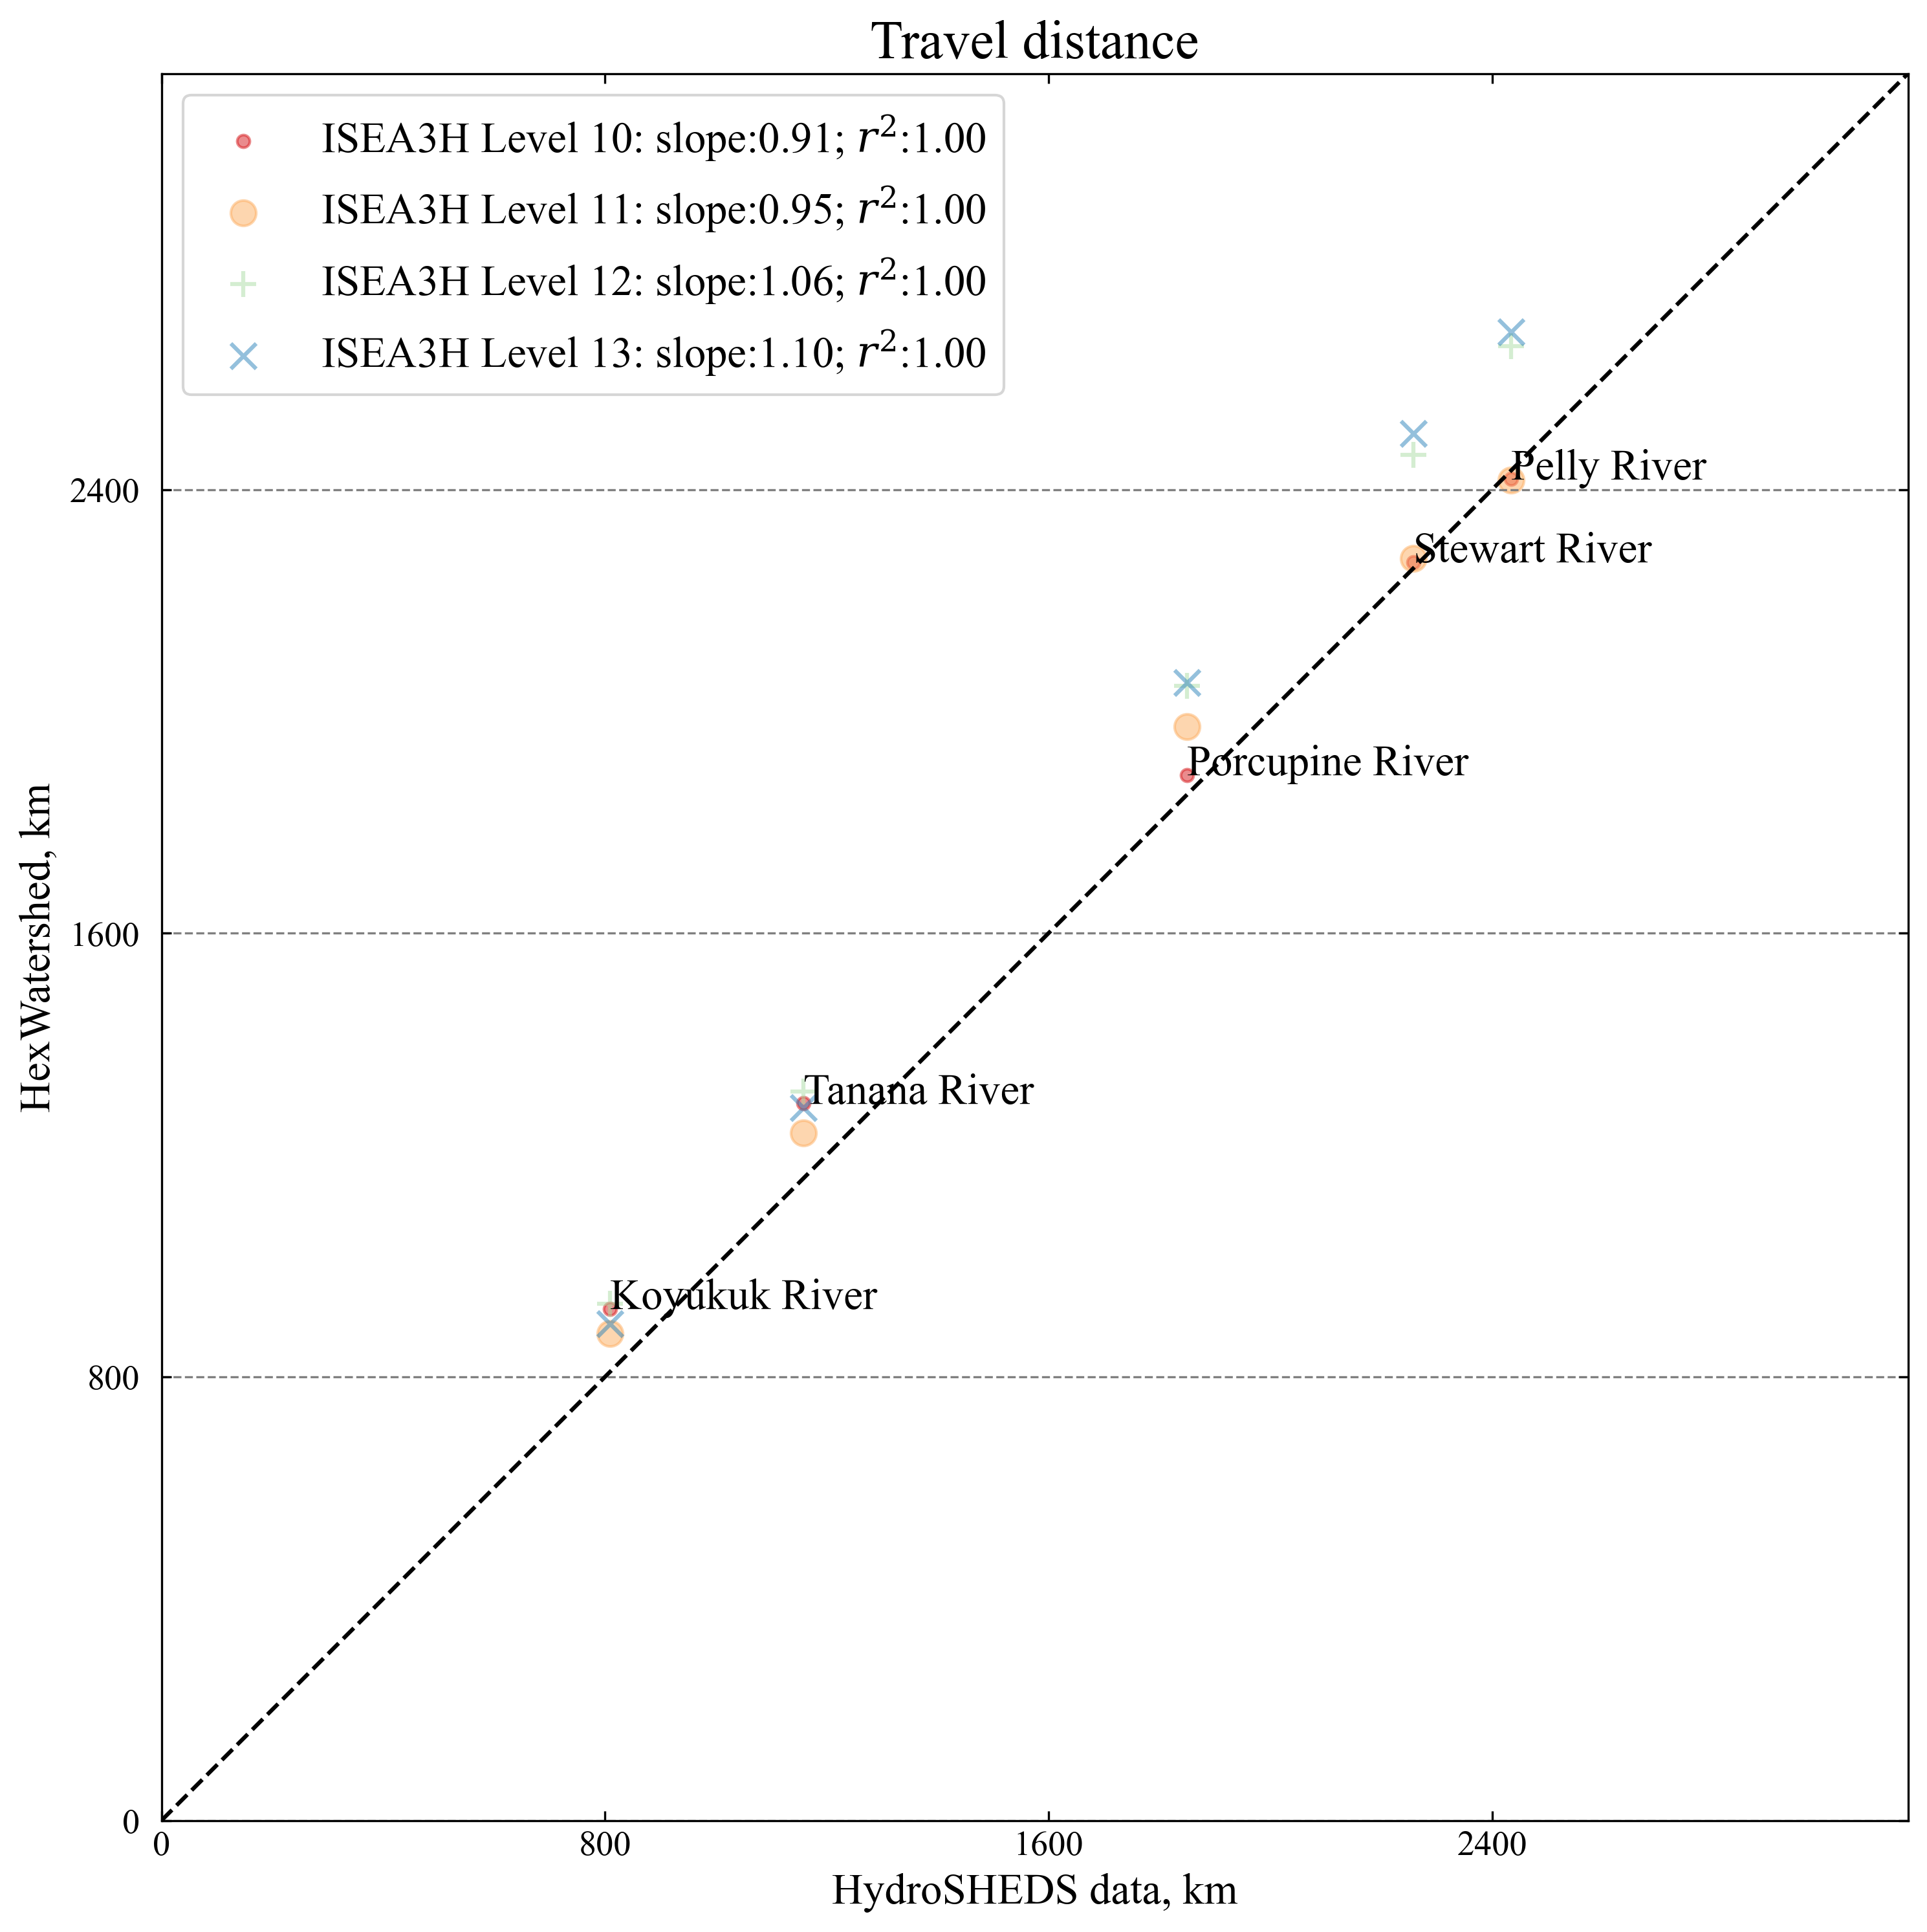 Travel distance
ISEA3H Level 10: slope:0.91; r²:1.00
ISEA3H Level 11: slope:0.95; r²:1.00
ISEA3H Level 12: slope:1.06; r²:1.00
ISEA3H Level 13: slope:1.10; r²:1.00
Pelly River
2400
Stewart River
Porcupine River
1600
HexWatershed, km
Tanana River
Koyukuk River
800
0
0 800 1600 2400
HydroSHEDS data, km